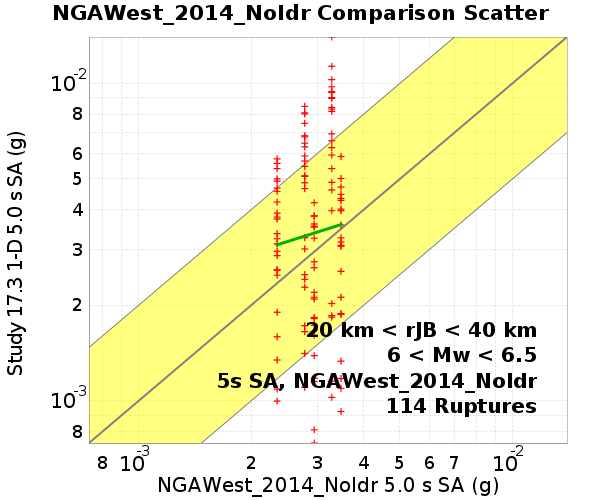 NGAWest_2014_NoIdr Comparison Scatter
Study 17.3 1-D 5.0 s SA (g)
10-2
8
6
5
4
3
2
10-3
8
20 km < rJB < 40 km
6 < Mw < 6.5
5s SA, NGAWest_2014_NoIdr
114 Ruptures
8 10-3 2 3 4 5 6 7 10-2
NGAWest_2014_NoIdr 5.0 s SA (g)